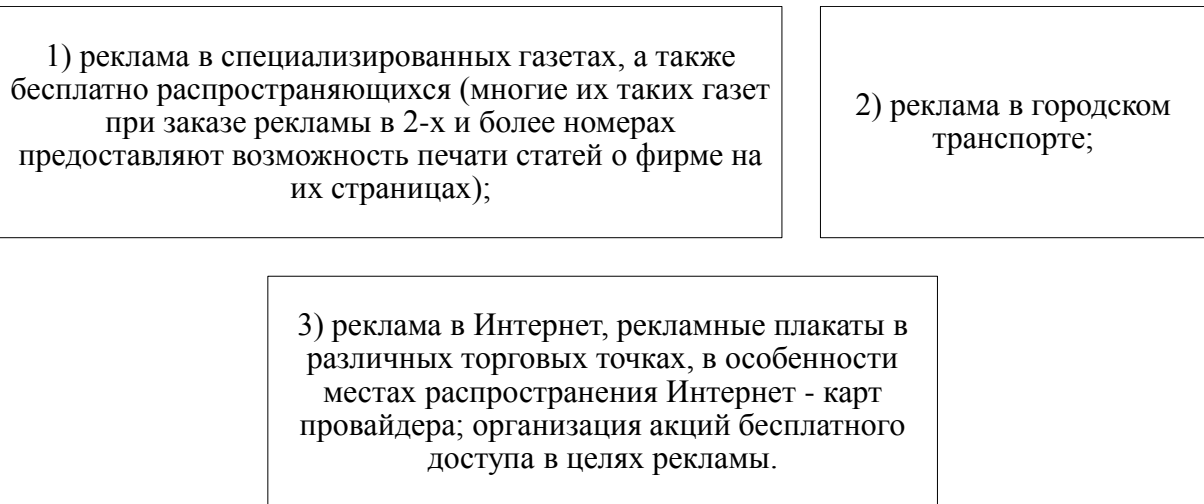 1) реклама в специализированных газетах, а также
бесплатно распространяющихся (многие их таких газет
при заказе рекламы в 2-х и более номерах
предоставляют возможность печати статей о фирме на
их страницах);
2) реклама в городском
транспорте;
3) реклама в Интернет, рекламные плакаты в
различных торговых точках, в особенности
местах распространения Интернет - карт
провайдера; организация акций бесплатного
доступа в целях рекламы.